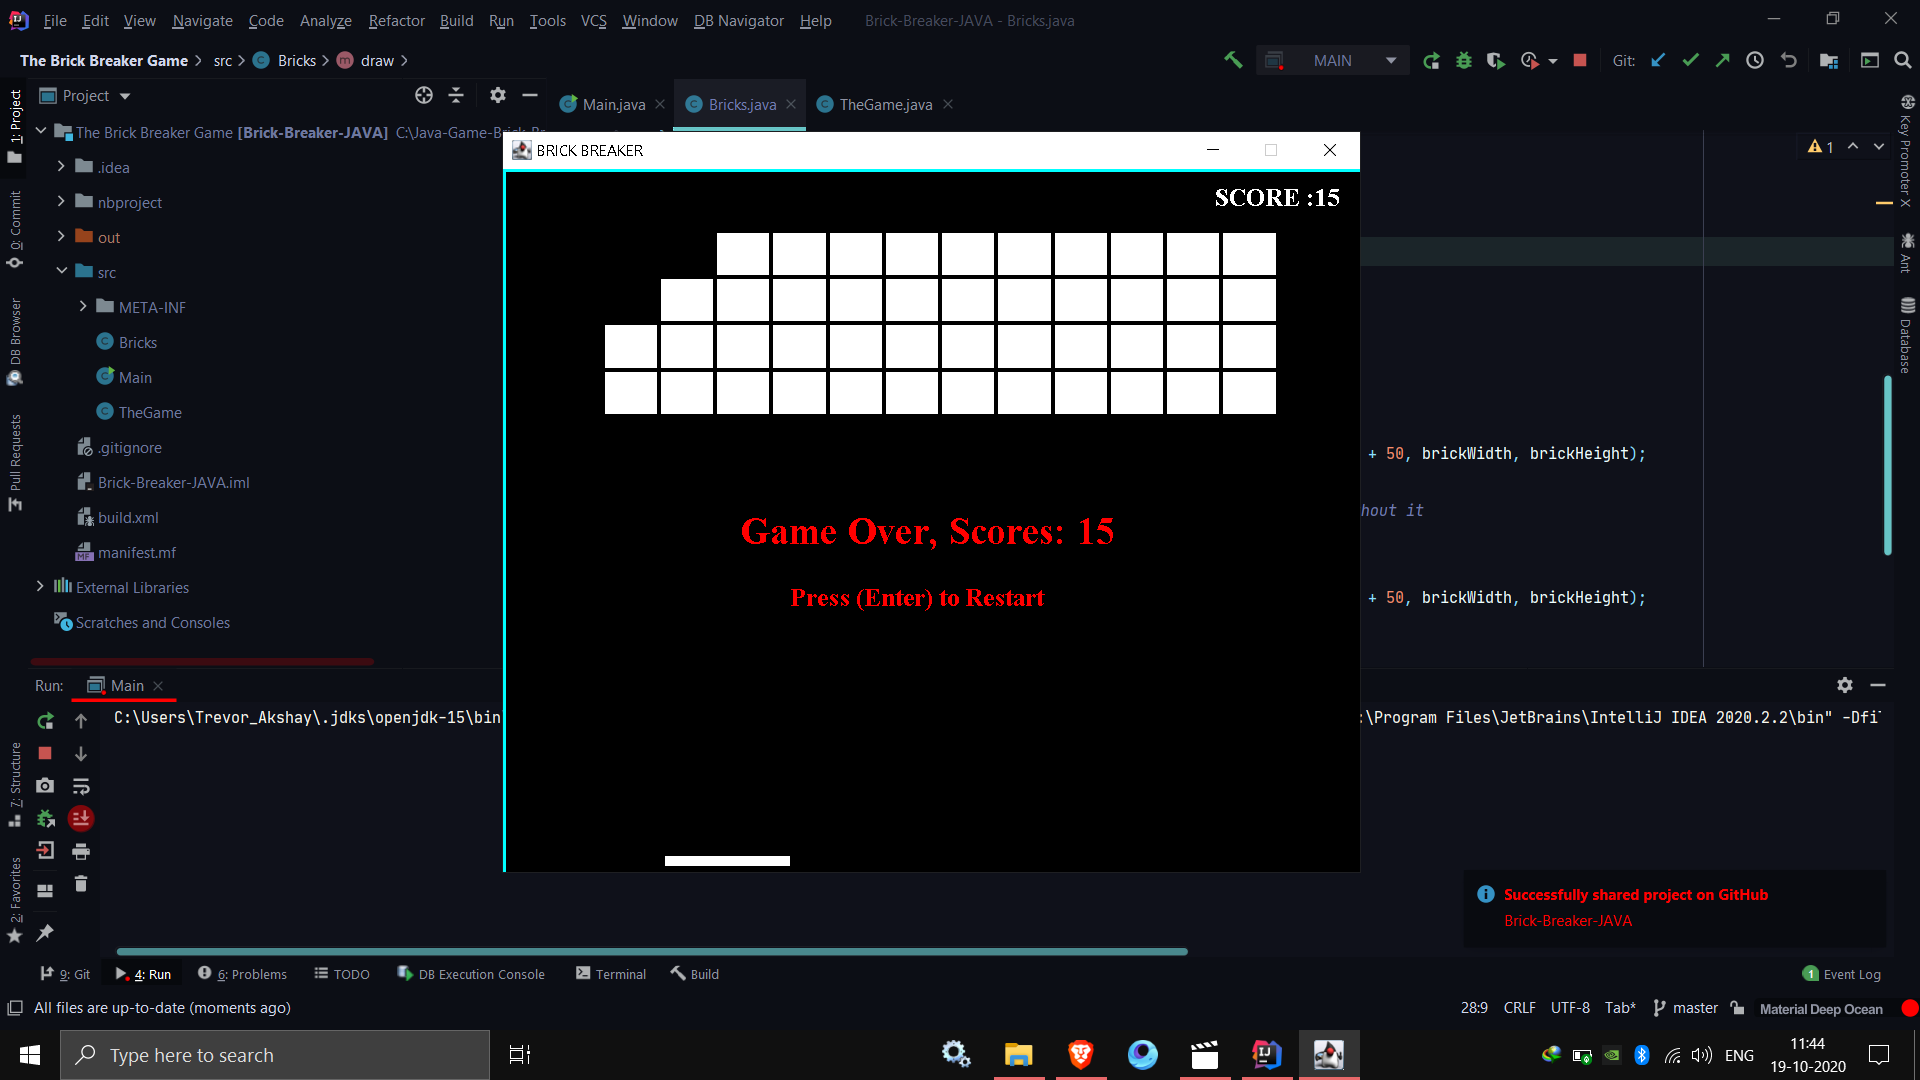 File Edit View Navigate Code Analyze Refactor Build Run Tools VCS Window DB Navigator Help Brick-Breaker-JAVA - Bricks.java
The Brick Breaker Game src Bricks draw MAIN Git:
Project
Main.java Bricks.java TheGame.java
1: Project
0: Commit
DB Browser
Pull Requests
7: Structure
2: Favorites
The Brick Breaker Game [Brick-Breaker-JAVA] C:\Java-Game-Brick-
.idea
nbproject
out
src
META-INF
Bricks
Main
TheGame
.gitignore
Brick-Breaker-JAVA.iml
build.xml
MF manifest.mf
External Libraries
Scratches and Consoles
BRICK BREAKER
SCORE :15
Game Over, Scores: 15
Press (Enter) to Restart
1
+ 50, brickWidth, brickHeight);
hout it
+ 50, brickWidth, brickHeight);
Key Promoter X
Ant
Database
Run: Main
C:\Users\Trevor_Akshay\.jdks\openjdk-15\bin :\Program Files\JetBrains\IntelliJ IDEA 2020.2.2\bin" -Dfi
Successfully shared project on GitHub
Brick-Breaker-JAVA
9: Git 4: Run 6: Problems TODO DB Execution Console Terminal Build 1 Event Log
All files are up-to-date (moments ago) 28:9 CRLF UTF-8 Tab* master Material Deep Ocean
Type here to search
ENG
11:44
19-10-2020